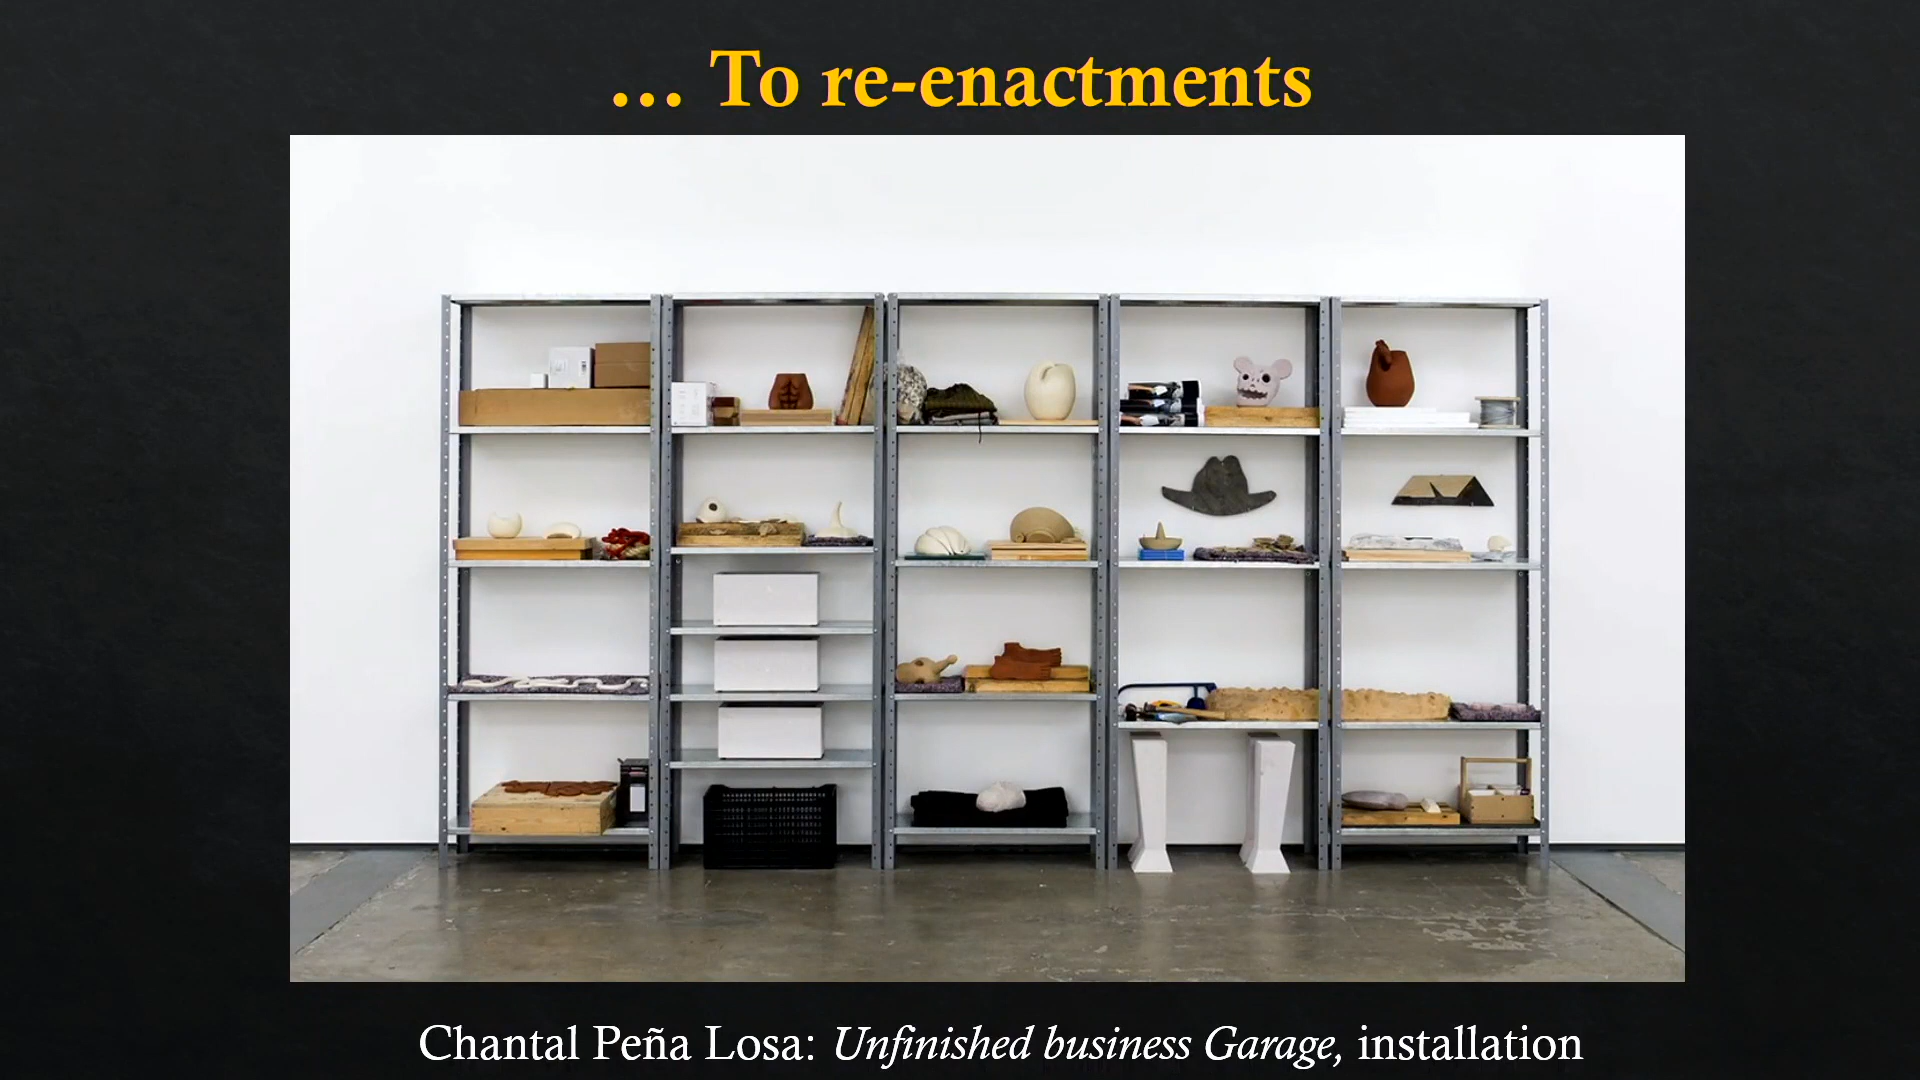 ... To re-enactments
Chantal Peña Losa: Unfinished business Garage, installation